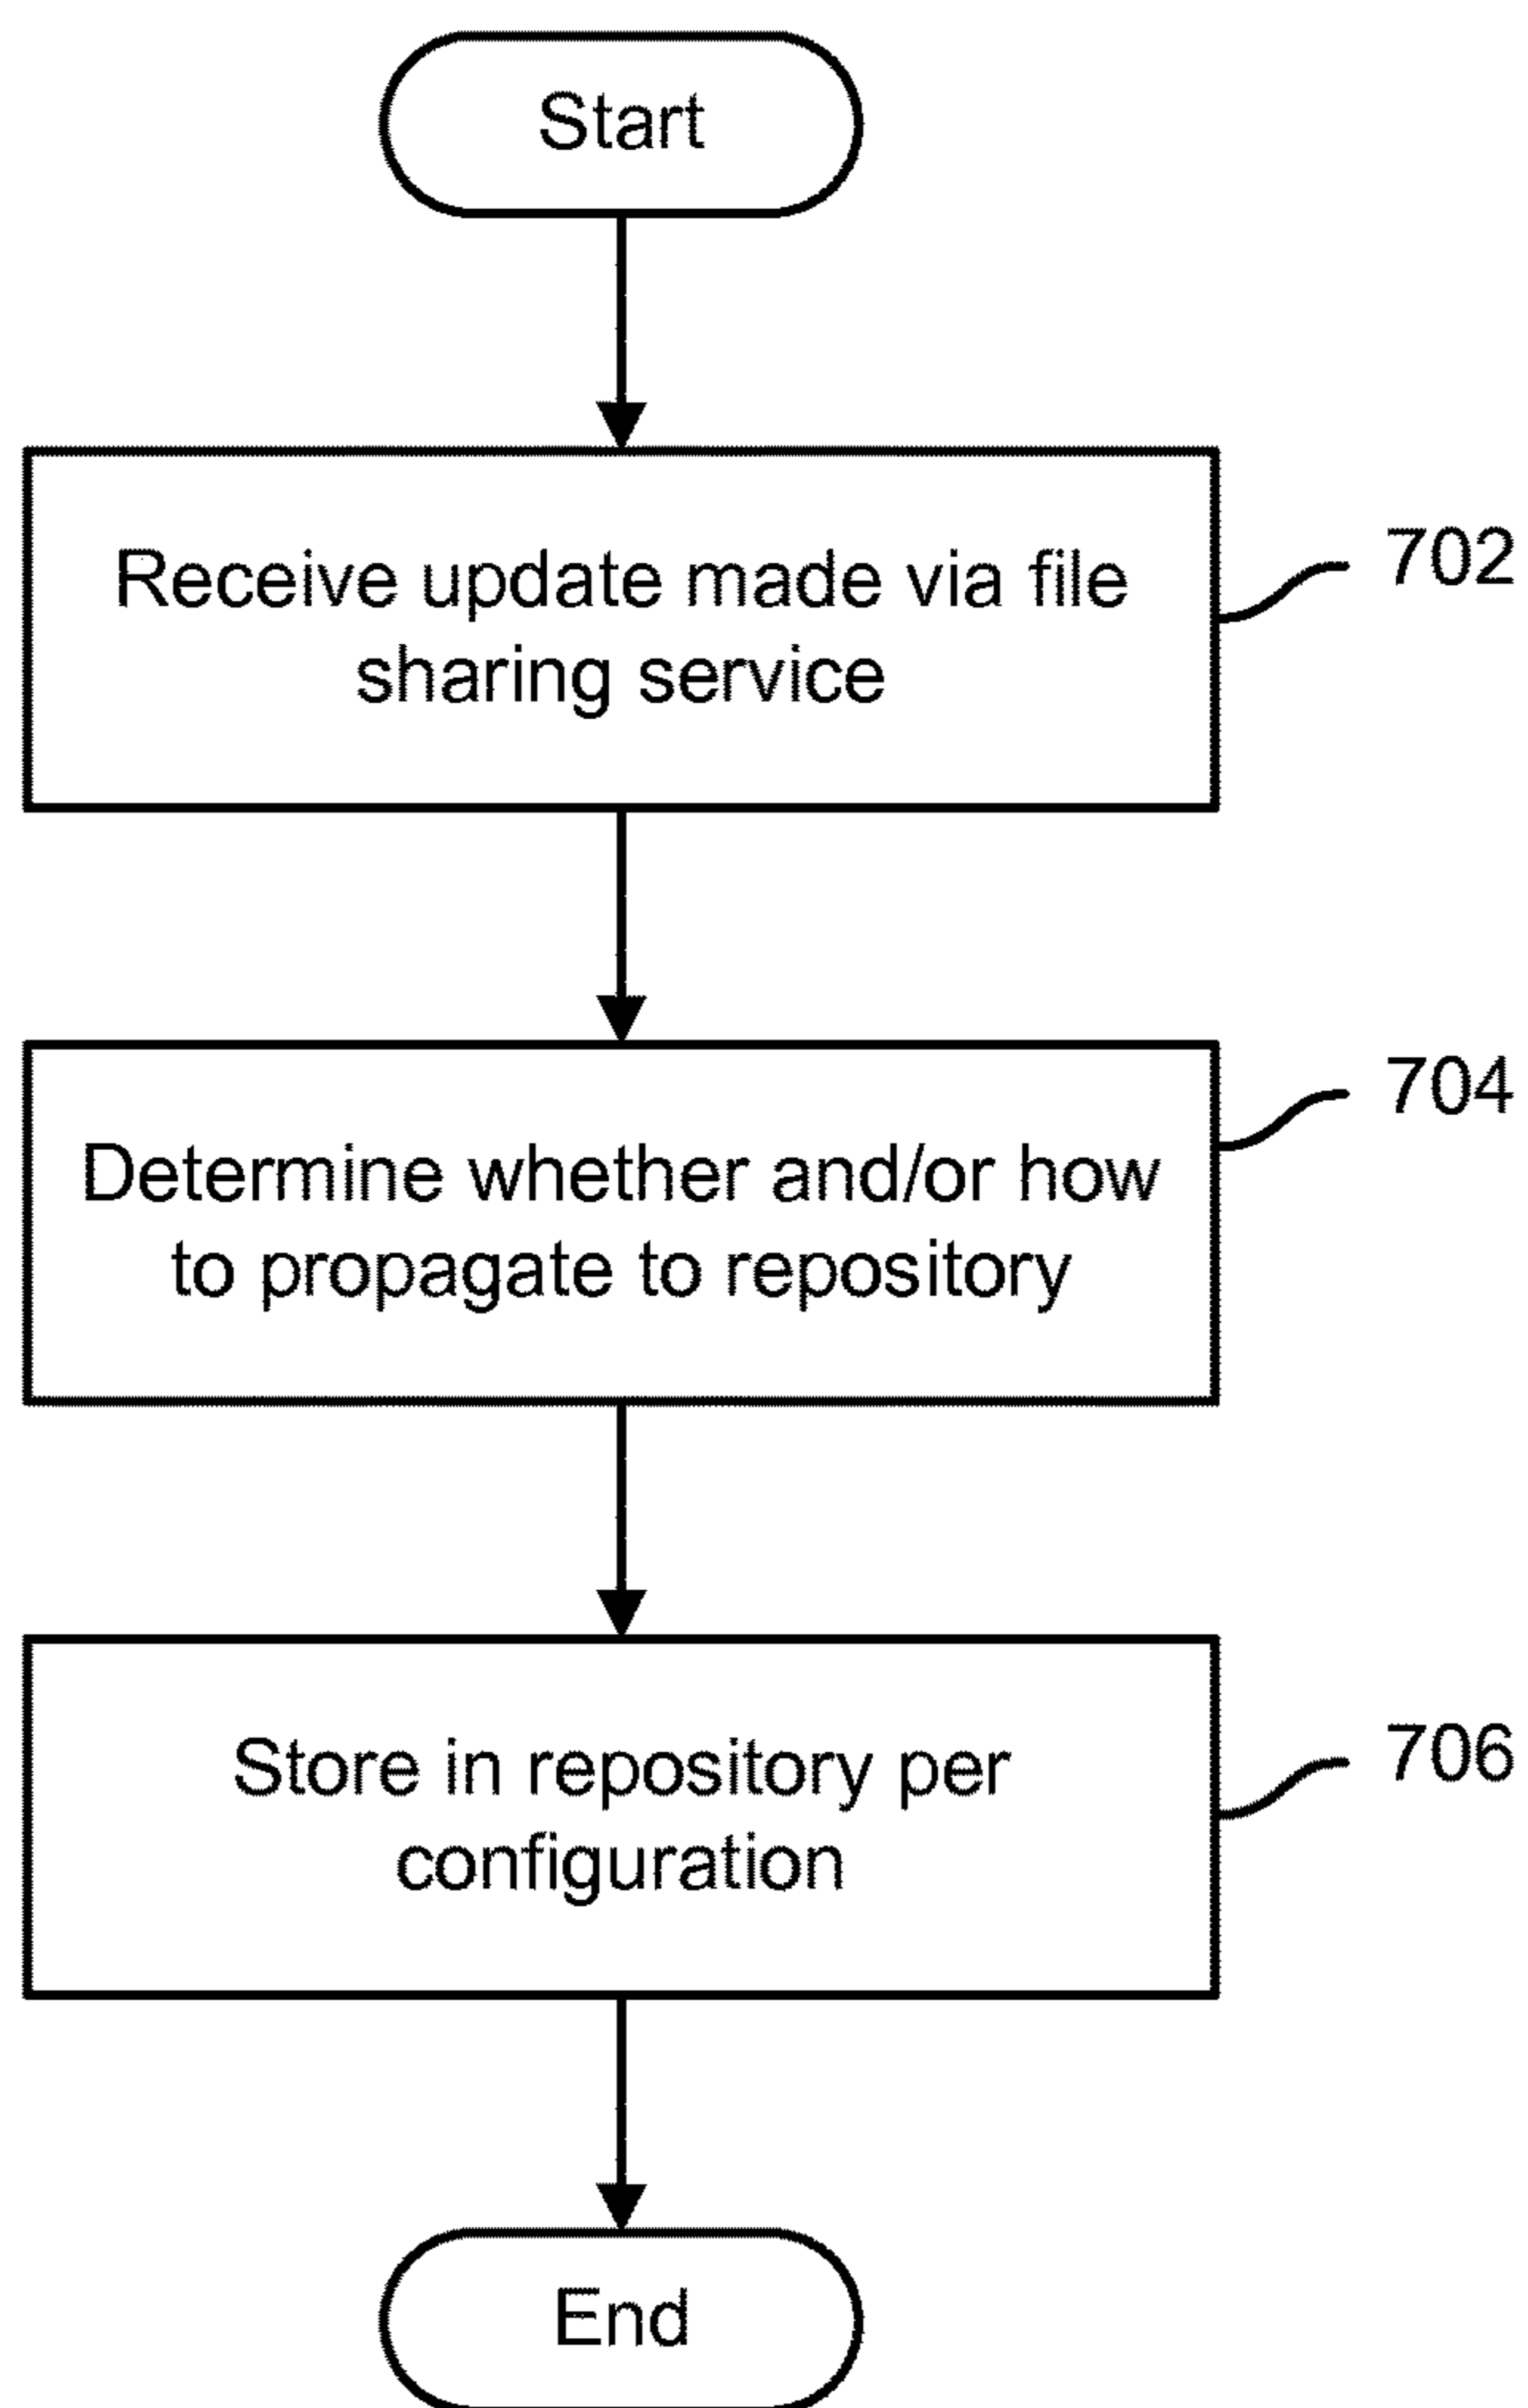 Start
Receive update made via file
sharing service
702
Determine whether and/or how
to propagate to repository
704
Store in repository per
configuration
706
End